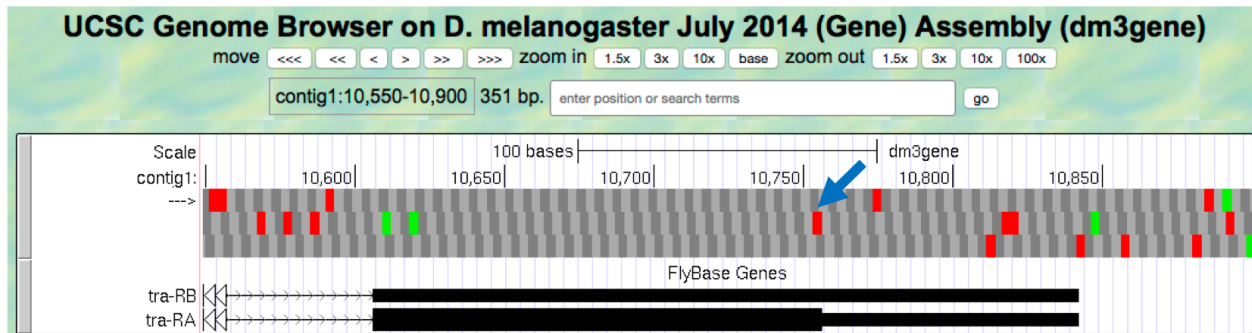 UCSC Genome Browser on D. melanogaster July 2014 (Gene) Assembly (dm3gene)
move <<< << < > >> >>> zoom in 1.5x 3x 10x base zoom out 1.5x 3x 10x 100x
contig1:10,550-10,900 351 bp. enter position or search terms go
Scale 100 bases dm3gene
contig1: 10,600 10,650 10,700 10,750 10,800 10,850
--->
FlyBase Genes
tra-RB
tra-RA